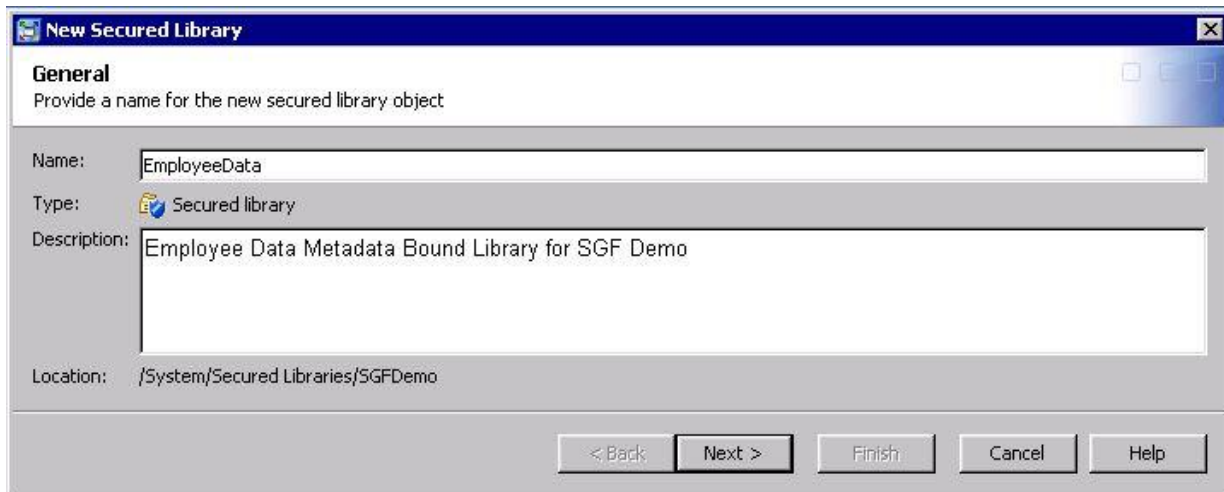 New Secured Library
General
Provide a name for the new secured library object
Name: EmployeeData
Type: Secured library
Description: Employee Data Metadata Bound Library for SGF Demo
Location: /System/Secured Libraries/SGFDemo
< Back Next > Finish Cancel Help